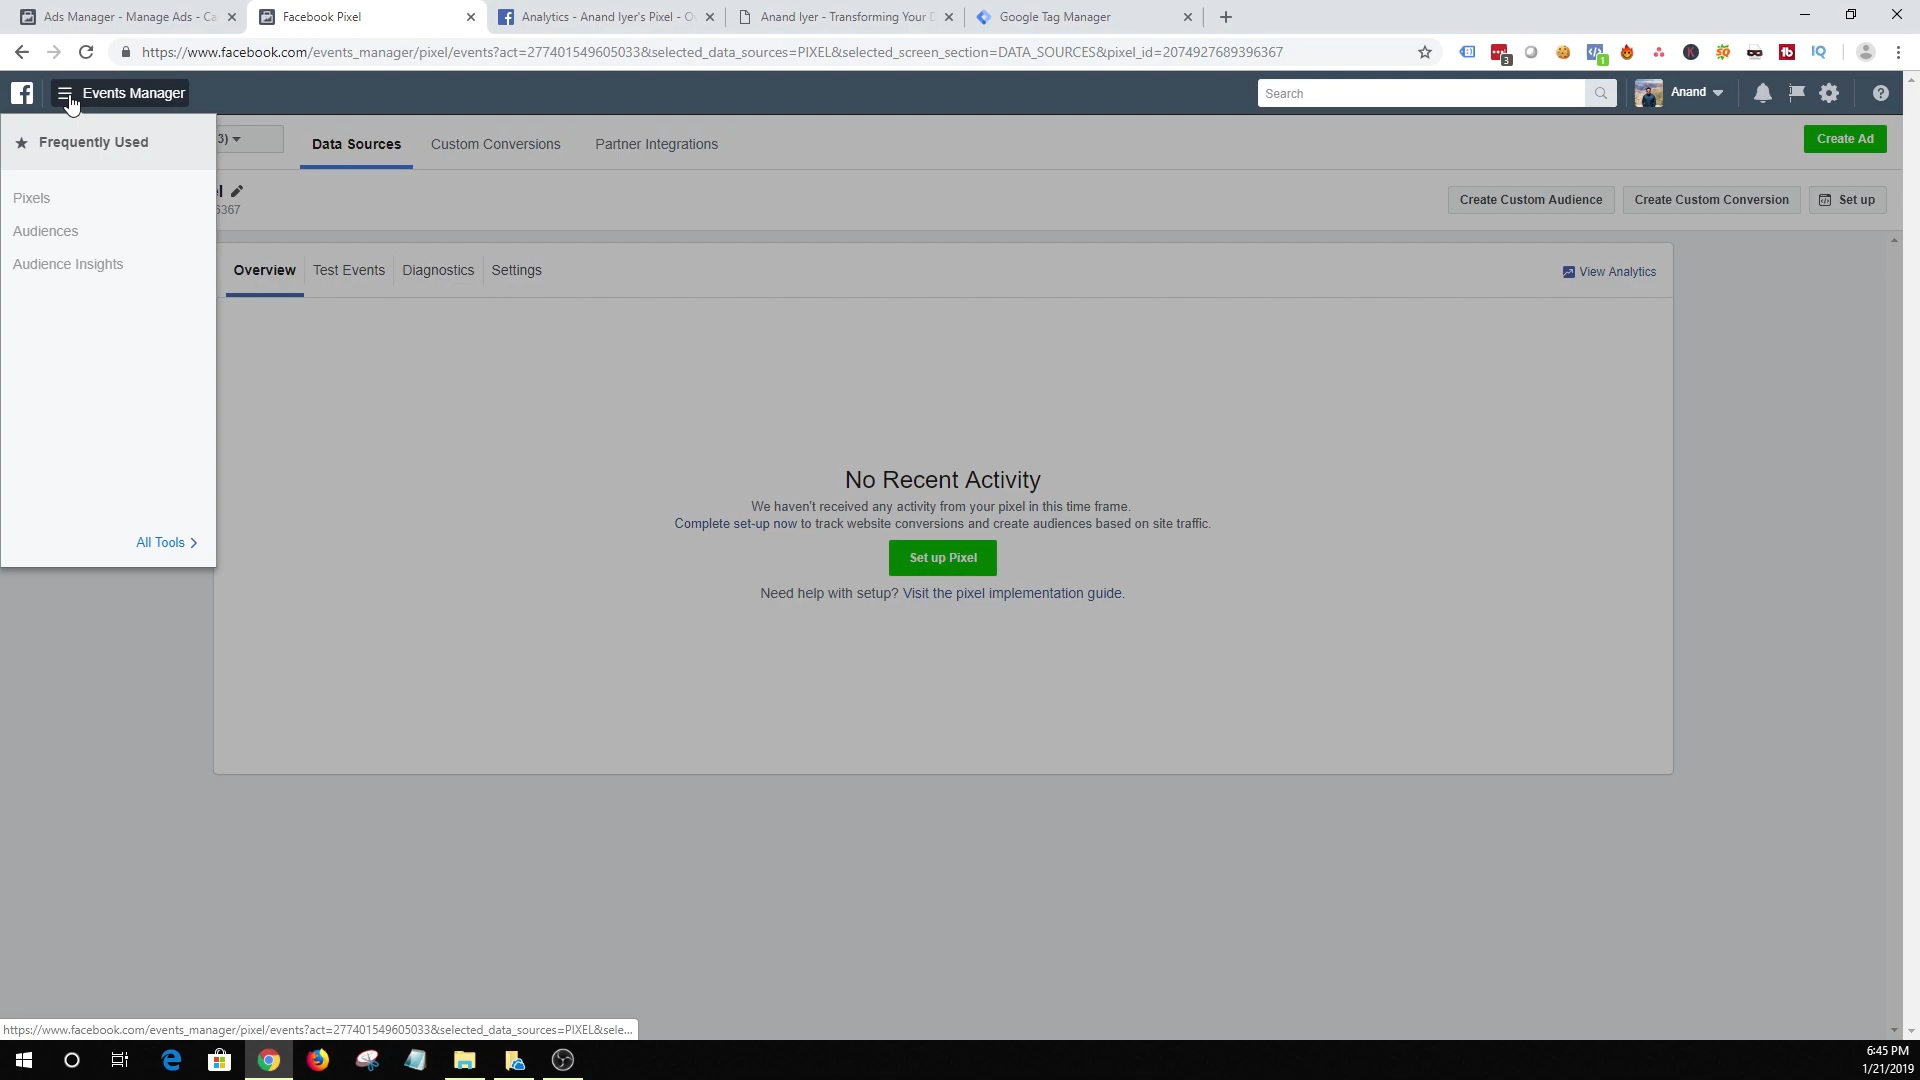 Ads Manager - Manage Ads - Ca
Facebook Pixel
Analytics - Anand Iyer's Pixel - O
Anand Iyer - Transforming Your D
Google Tag Manager
https://www.facebook.com/events_manager/pixel/events?act=277401549605033&selected_data_sources=PIXEL&selected_screen_section=DATA_SOURCES&pixel_id=2074927689396367
3
1
Events Manager
Search
Anand
Frequently Used
3)
Data Sources
Custom Conversions
Partner Integrations
Create Ad
Pixels
Audiences
Audience Insights
All Tools
el
6367
Create Custom Audience
Create Custom Conversion
Set up
Overview
Test Events
Diagnostics
Settings
View Analytics
No Recent Activity
We haven't received any activity from your pixel in this time frame.
Complete set-up now to track website conversions and create audiences based on site traffic.
Set up Pixel
Need help with setup? Visit the pixel implementation guide.
https://www.facebook.com/events_manager/pixel/events?act=277401549605033&selected_data_sources=PIXEL&sele...
6:45 PM
1/21/2019